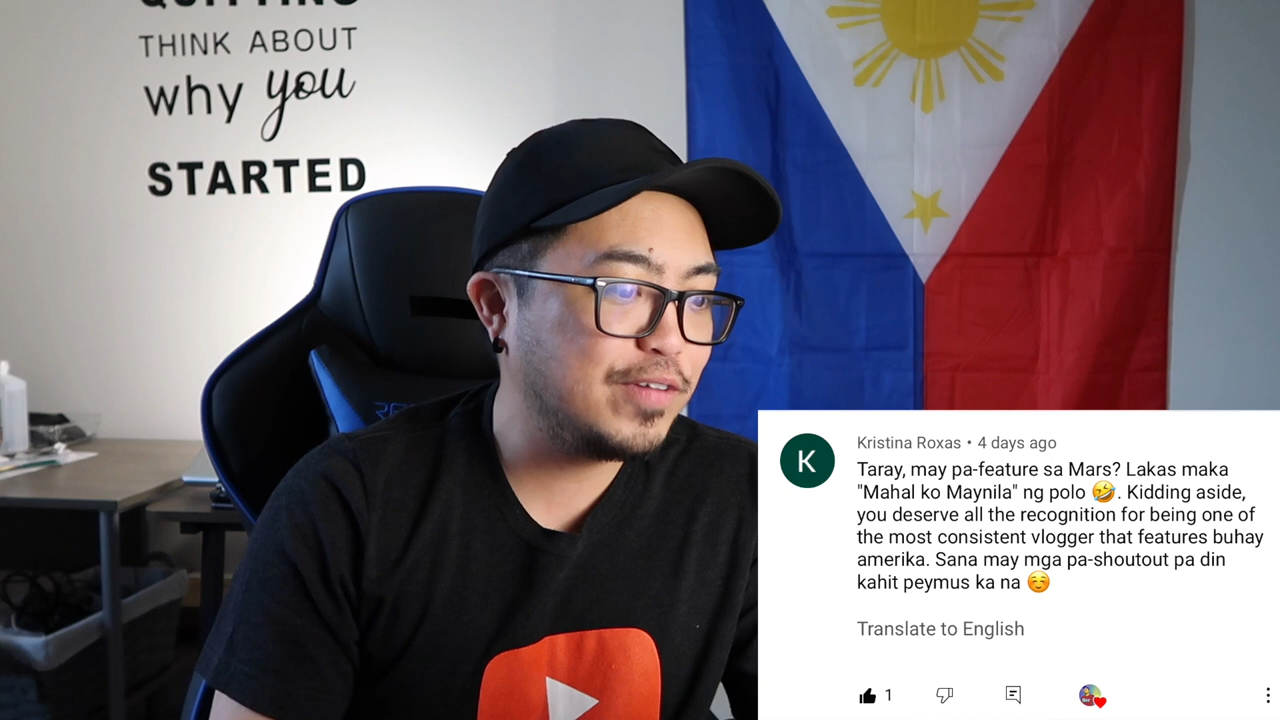 QUITTING
THINK ABOUT
why you
STARTED
Kristina Roxas • 4 days ago
Taray, may pa-feature sa Mars? Lakas maka
"Mahal ko Maynila" ng polo 🤣. Kidding aside,
you deserve all the recognition for being one of
the most consistent vlogger that features buhay
amerika. Sana may mga pa-shoutout pa din
kahit peymus ka na ☺️
Translate to English
1
K